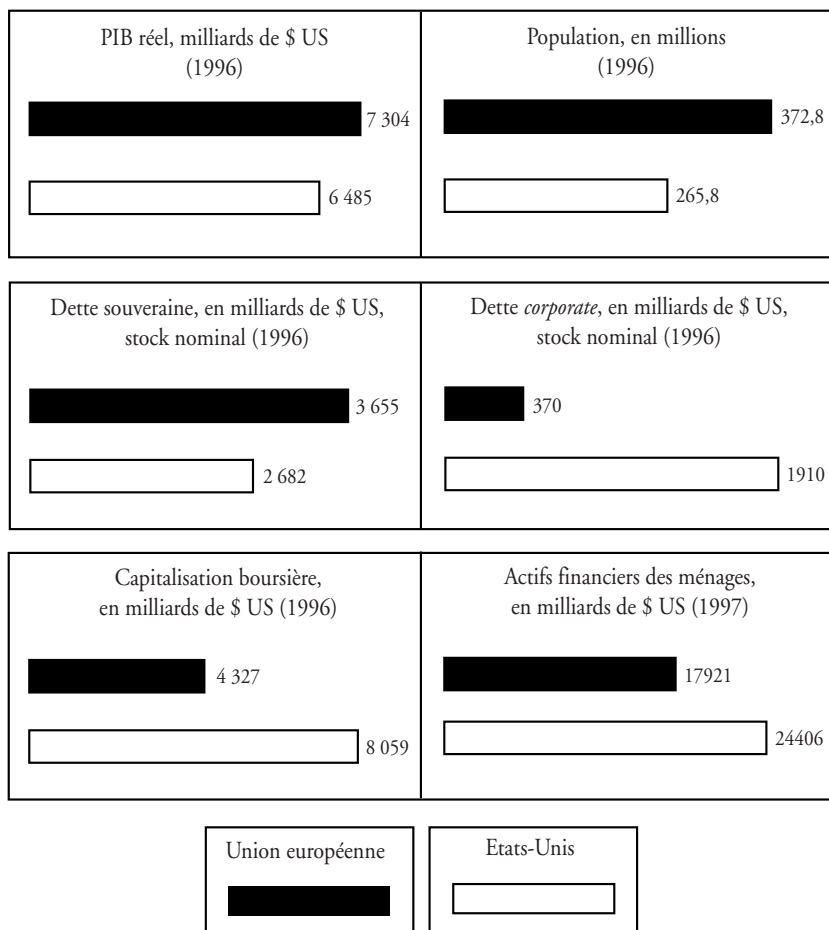 PIB réel, milliards de $ US
(1996)
7 304
6 485
Population, en millions
(1996)
372,8
265,8
Dette souveraine, en milliards de $ US,
stock nominal (1996)
3 655
2 682
Dette corporate, en milliards de $ US,
stock nominal (1996)
370
1910
Capitalisation boursière,
en milliards de $ US (1996)
4 327
8 059
Actifs financiers des ménages,
en milliards de $ US (1997)
17921
24406
Union européenne
Etats-Unis